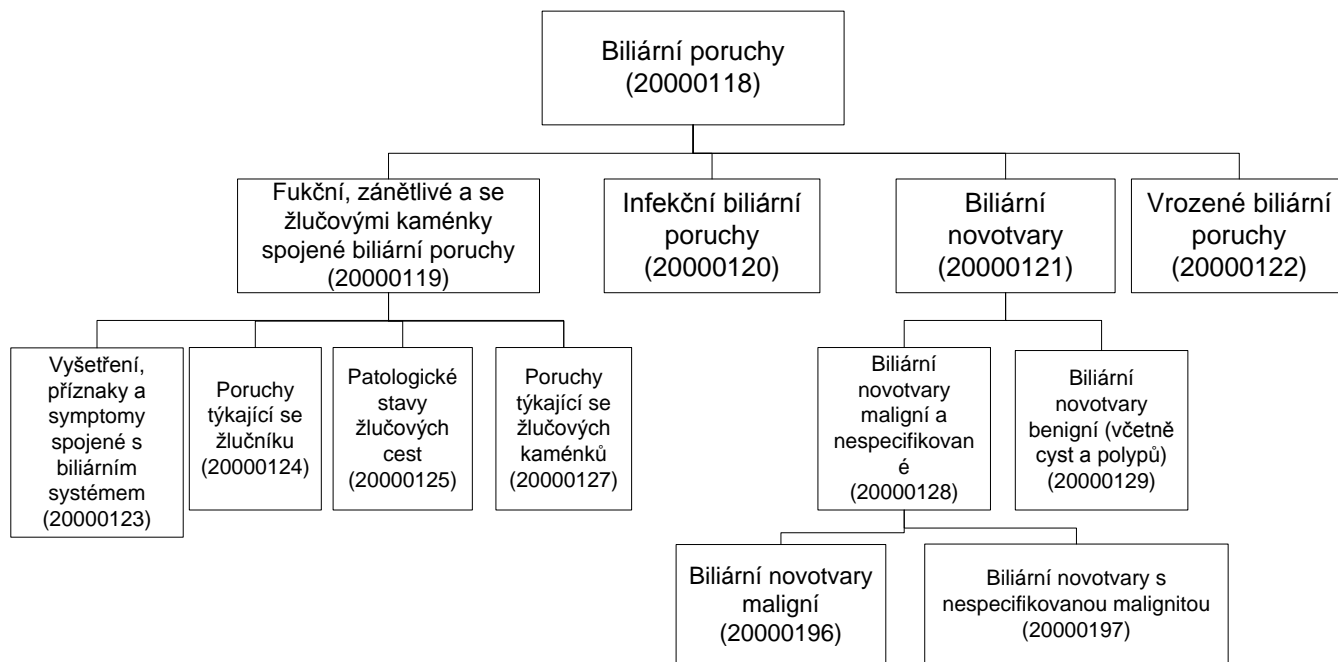 Biliární poruchy
(20000118)
Fukční, zánětlivé a se
žlučovými kaménky
spojené biliární poruchy
(20000119)
Infekční biliární
poruchy
(20000120)
Biliární
novotvary
(20000121)
Vrozené biliární
poruchy
(20000122)
Vyšetření,
příznaky a
symptomy
spojené s
biliárním
systémem
(20000123)
Poruchy
týkající se
žlučníku
(20000124)
Patologické
stavy
žlučových
cest
(20000125)
Poruchy
týkající se
žlučových
kaménků
(20000127)
Biliární
novotvary
maligní a
nespecifikovan
é
(20000128)
Biliární
novotvary
benigní (včetně
cyst a polypů)
(20000129)
Biliární novotvary
maligní
(20000196)
Biliární novotvary s
nespecifikovanou malignitou
(20000197)